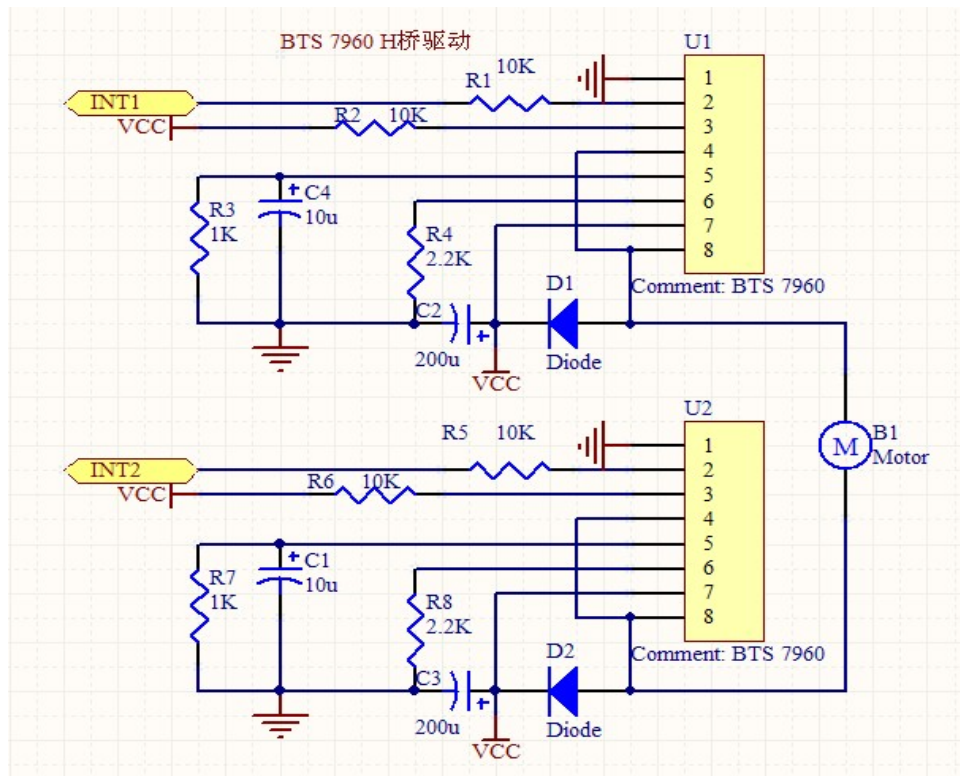 BTS 7960 H桥驱动
U1
INT1
R1
10K
VCC
R2
10K
1
2
3
4
5
6
7
8
R3
1K
C4
10u
R4
2.2K
C2
200u
VCC
D1
Diode
Comment: BTS 7960
M
B1
Motor
U2
INT2
R5
10K
VCC
R6
10K
1
2
3
4
5
6
7
8
R7
1K
C1
10u
R8
2.2K
C3
200u
VCC
D2
Diode
Comment: BTS 7960